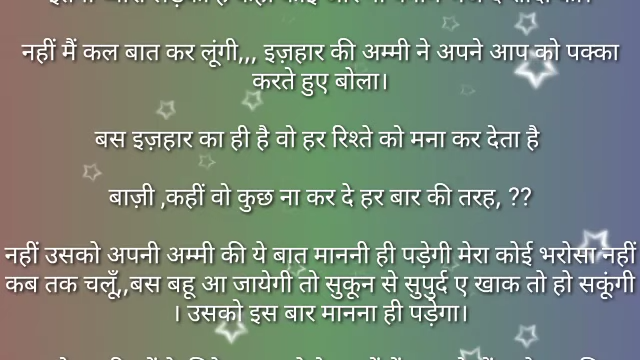 नहीं मैं कल बात कर लूंगी,,, इज़हार की अम्मी ने अपने आप को पक्का
करते हुए बोला।
बस इज़हार का ही है वो हर रिश्ते को मना कर देता है
बाज़ी ,कहीं वो कुछ ना कर दे हर बार की तरह, ??
नहीं उसको अपनी अम्मी की ये बात माननी ही पड़ेगी मेरा कोई भरोसा नहीं
कब तक चलूँ,,बस बहू आ जायेगी तो सुकून से सुपुर्द ए खाक तो हो सकूंगी
। उसको इस बार मानना ही पड़ेगा।